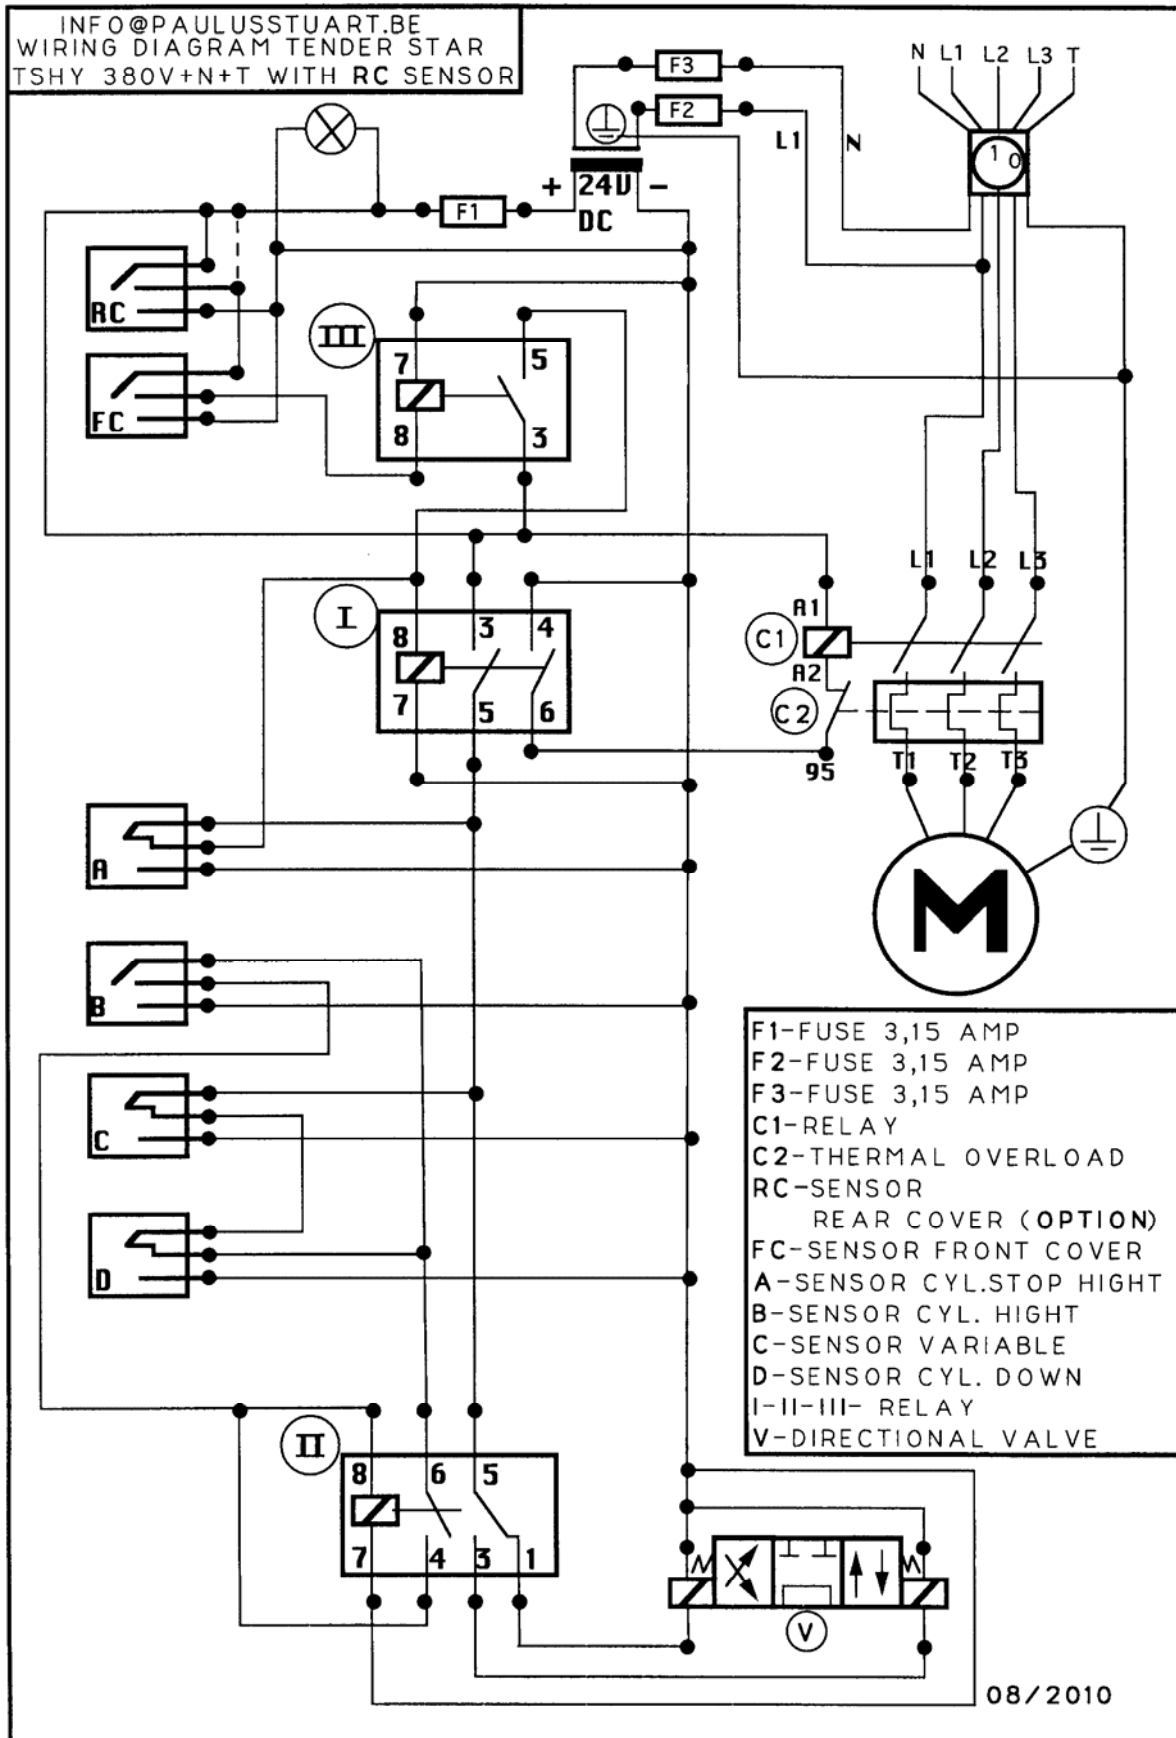 INFO@PAULUSSTUART.BE
WIRING DIAGRAM TENDER STAR
TSHY 380V+N+T WITH RC SENSOR
N L1 L2 L3 T
F3
F2
L1 N
1 0
+ 24V -
DC
F1
RC
III
7 5
FC
8 3
L1 L2 L3
I
8 3 4
A1
C1
A2
7 5 6
C2
95
T1 T2 T3
A
M
B
F1-FUSE 3,15 AMP
F2-FUSE 3,15 AMP
F3-FUSE 3,15 AMP
C1-RELAY
C2-THERMAL OVERLOAD
RC-SENSOR
REAR COVER (OPTION)
FC-SENSOR FRONT COVER
A-SENSOR CYL.STOP HIGHT
B-SENSOR CYL. HIGHT
C-SENSOR VARIABLE
D-SENSOR CYL. DOWN
I-II-III- RELAY
V-DIRECTIONAL VALVE
C
D
II
8 6 5
7 4 3 1
V
08/2010